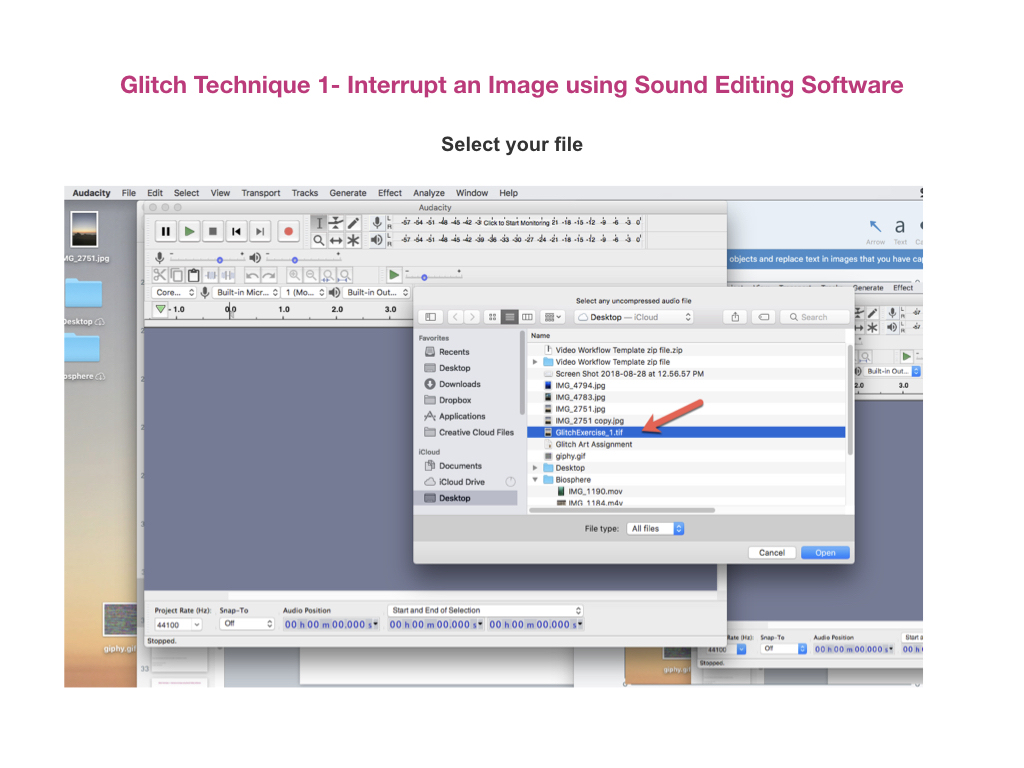 Glitch Technique 1- Interrupt an Image using Sound Editing Software
Select your file
Audacity File Edit Select View Transport Tracks Generate Effect Analyze Window Help
Audacity
-57 -54 -51 -48 -45 -42 -3 Click to Start Monitoring 21 -18 -15 -12 -9 -6 -3 0
L
R
-57 -54 -51 -48 -45 -42 -39 -36 -33 -30 -27 -24 -21 -18 -15 -12 -9 -6 -3 0
L
R
MG_2751.jpg
Desktop
osphere
giphy.gif
Core... Built-in Micr... 1 (Mo... Built-in Out...
- 1.0 0.0 1.0 2.0 3.0
Select any uncompressed audio file
Desktop — iCloud
Search
Favorites
Recents
Desktop
Downloads
Dropbox
Applications
Creative Cloud Files
iCloud
Documents
iCloud Drive
Desktop
Name
Video Workflow Template zip file.zip
Video Workflow Template zip file
Screen Shot 2018-08-28 at 12.56.57 PM
IMG_4794.jpg
IMG_4783.jpg
IMG_2751.jpg
IMG_2751 copy.jpg
GlitchExercise_1.tif
Glitch Art Assignment
giphy.gif
Desktop
Biosphere
IMG_1190.mov
IMG_1184.m4v
File type: All files
Cancel Open
Project Rate (Hz): Snap-To Audio Position Start and End of Selection
44100 Off 00 h 00 m 00.000 s 00 h 00 m 00.000 s 00 h 00 m 00.000 s
Stopped.
33
a
Arrow Text
objects and replace text in images that you have cap
Generate Effect
L
R
L
R
Built-in Out...
2.0 3.0
Rate (Hz): Snap-To Audio Position Start a
44100 Off 00 h 00 m 00.000 s 00 h
Stopped.
giphy.gif